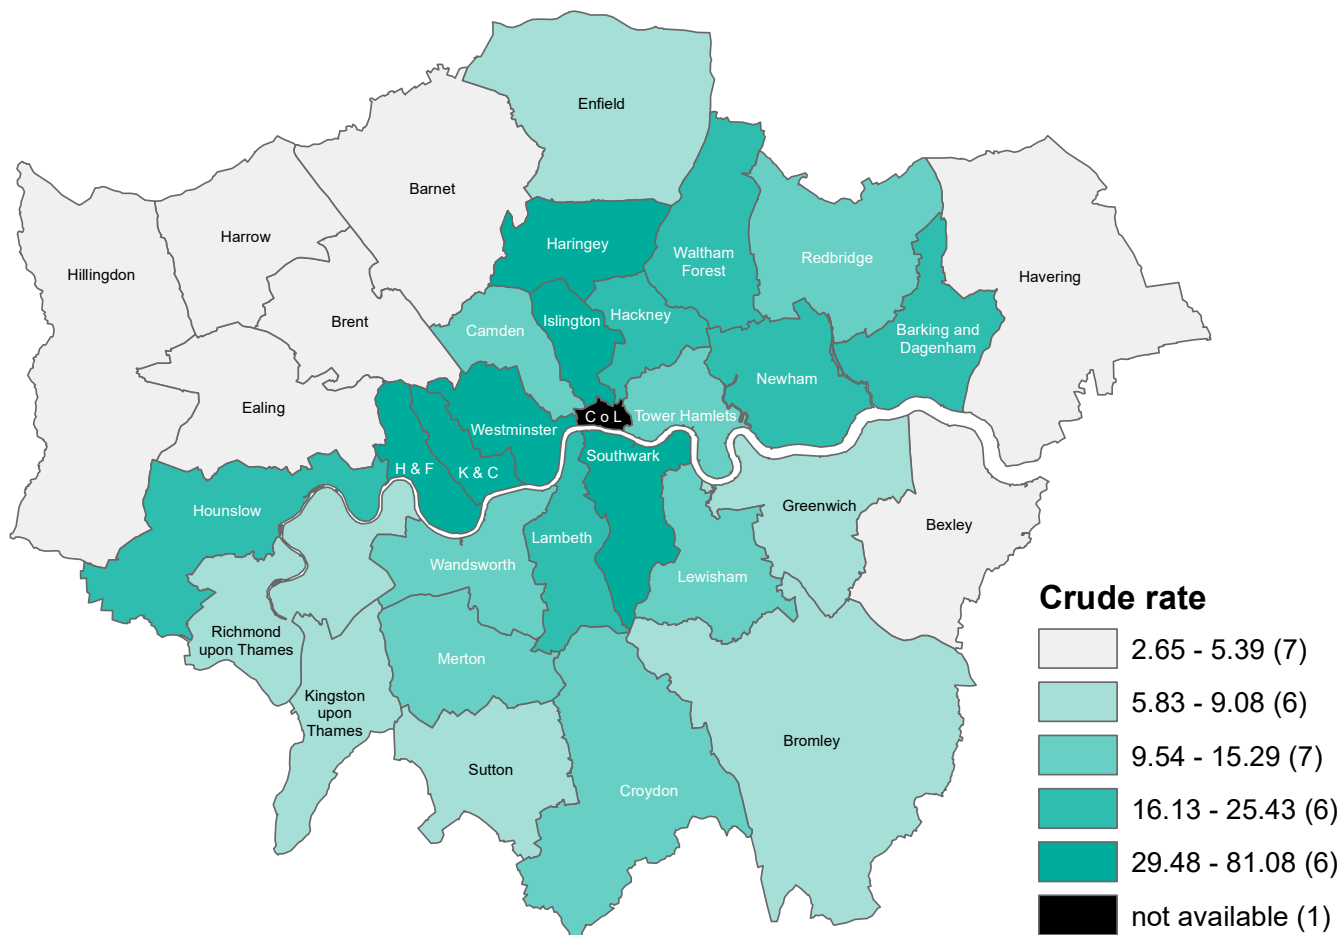 Enfield
Barnet
Harrow
Haringey
Waltham
Forest
Redbridge
Hillingdon
Havering
Brent
Camden
Islington
Hackney
Barking and
Dagenham
Newham
Ealing
C o L
Tower Hamlets
Westminster
H & F
K & C
Southwark
Hounslow
Greenwich
Bexley
Lambeth
Wandsworth
Lewisham
Richmond
upon Thames
Merton
Kingston
upon
Thames
Sutton
Bromley
Croydon
Crude rate
2.65 - 5.39 (7)
5.83 - 9.08 (6)
9.54 - 15.29 (7)
16.13 - 25.43 (6)
29.48 - 81.08 (6)
not available (1)